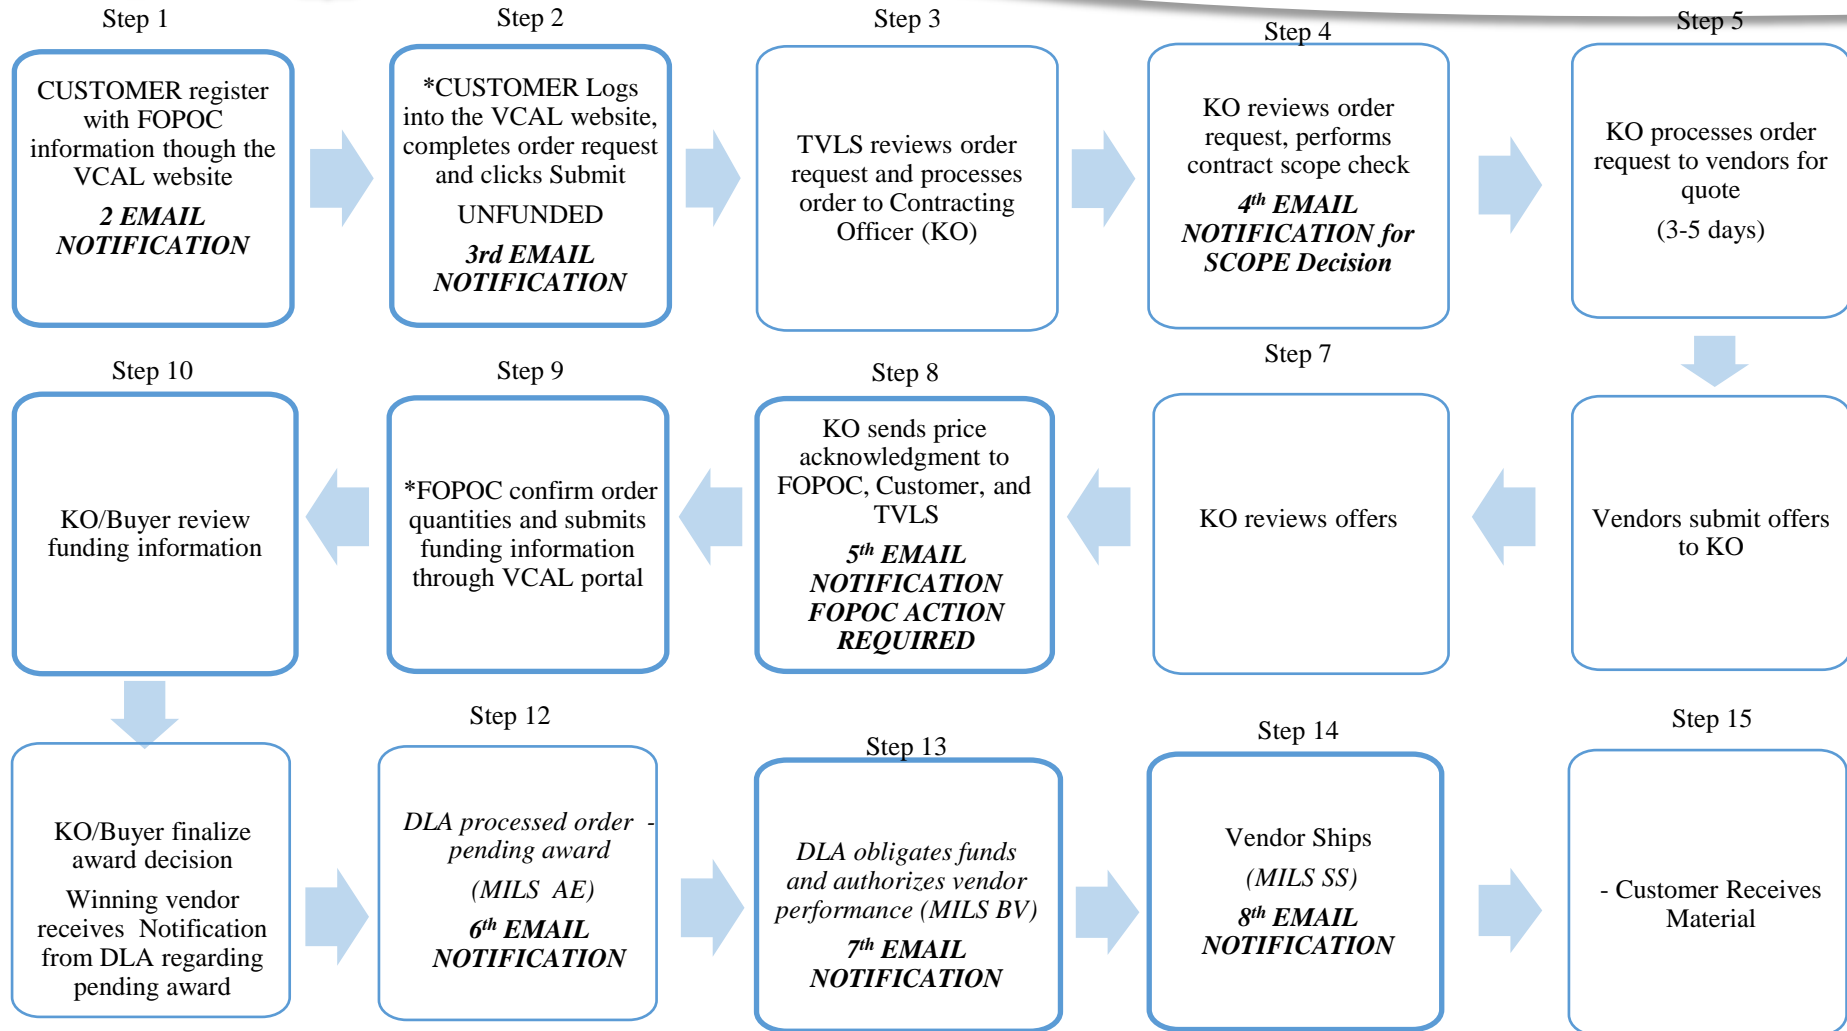 Step 1
CUSTOMER register
with FOPOC
information though the
VCAL website
2 EMAIL
NOTIFICATION
Step 2
*CUSTOMER Logs
into the VCAL website,
completes order request
and clicks Submit
UNFUNDED
3rd EMAIL
NOTIFICATION
Step 3
TVLS reviews order
request and processes
order to Contracting
Officer (KO)
Step 4
KO reviews order
request, performs
contract scope check
4th EMAIL
NOTIFICATION for
SCOPE Decision
Step 5
KO processes order
request to vendors for
quote
(3-5 days)
Vendors submit offers
to KO
Step 7
KO reviews offers
Step 8
KO sends price
acknowledgment to
FOPOC, Customer, and
TVLS
5th EMAIL
NOTIFICATION
FOPOC ACTION
REQUIRED
Step 9
*FOPOC confirm order
quantities and submits
funding information
through VCAL portal
Step 10
KO/Buyer review
funding information
KO/Buyer finalize
award decision
Winning vendor
receives Notification
from DLA regarding
pending award
Step 12
DLA processed order -
pending award
(MILS AE)
6th EMAIL
NOTIFICATION
Step 13
DLA obligates funds
and authorizes vendor
performance (MILS BV)
7th EMAIL
NOTIFICATION
Step 14
Vendor Ships
(MILS SS)
8th EMAIL
NOTIFICATION
Step 15
- Customer Receives
Material